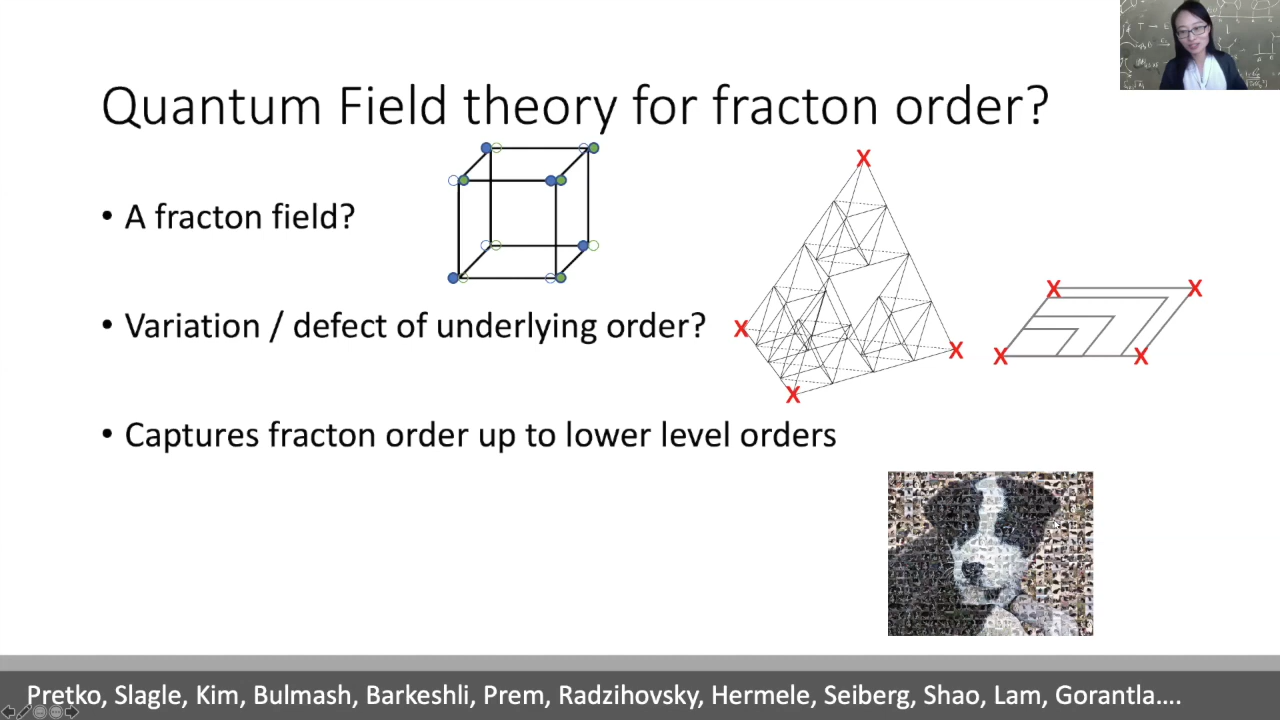 Quantum Field theory for fracton order?
• A fracton field?
• Variation / defect of underlying order?
• Captures fracton order up to lower level orders
X
X
X
X
X
X
X
X
Pretko, Slagle, Kim, Bulmash, Barkeshli, Prem, Radzihovsky, Hermele, Seiberg, Shao, Lam, Gorantla....